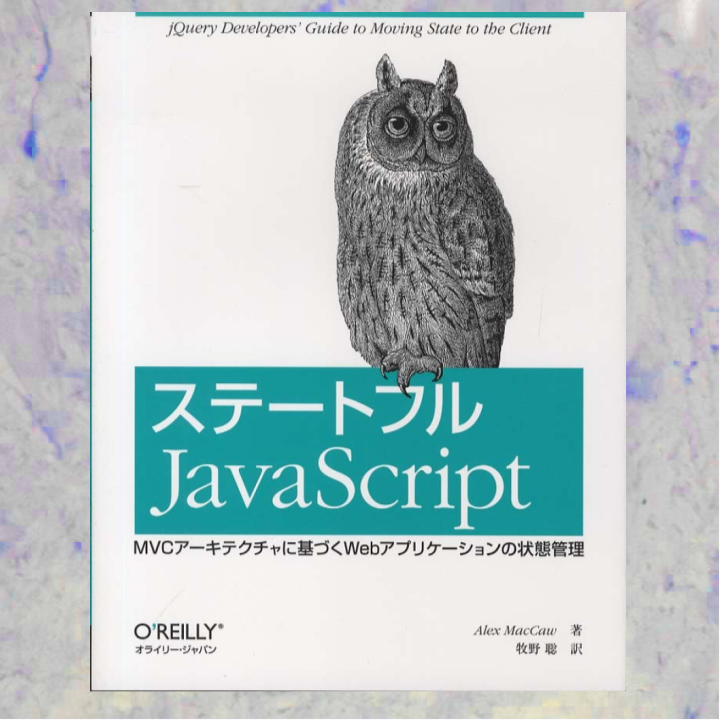 jQuery Developers' Guide to Moving State to the Client
ステートフル
JavaScript
MVCアーキテクチャに基づくWebアプリケーションの状態管理
O'REILLY®
オライリー・ジャパン
Alex MacCaw 著
牧野 聡 訳